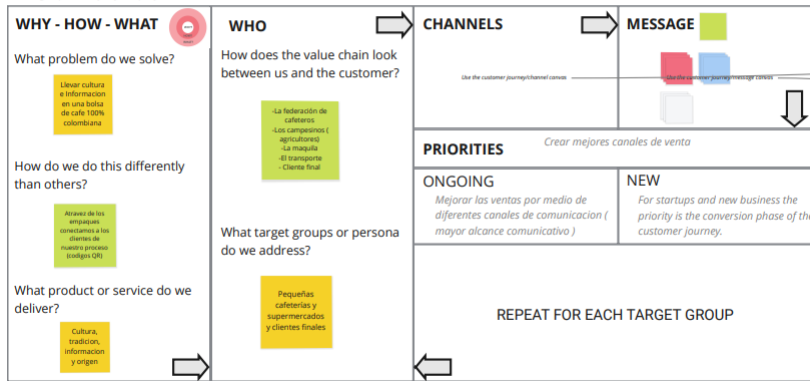 WHY - HOW - WHAT
What problem do we solve?
Llevar cultura
e Informacion
en una bolsa
de cafe 100%
colombiana
How do we do this differently
than others?
Atravez de los
empaques
conectamos a los
clientes de
nuestro proceso
(codigos QR)
What product or service do we
deliver?
Cultura,
tradicion,
informacion
y origen
WHO
How does the value chain look
between us and the customer?
-La federación de
cafeteros
-Los campesinos (
agricultores)
-La maquila
-El transporte
- Cliente final
What target groups or persona
do we address?
Pequeñas
cafeterías y
supermercados
y clientes finales
CHANNELS
Use the customer journey/channel canvas
MESSAGE
Use the customer journey/message canvas
PRIORITIES
Crear mejores canales de venta
ONGOING
Mejorar las ventas por medio de
diferentes canales de comunicacion (
mayor alcance comunicativo )
NEW
For startups and new business the
priority is the conversion phase of the
customer journey.
REPEAT FOR EACH TARGET GROUP